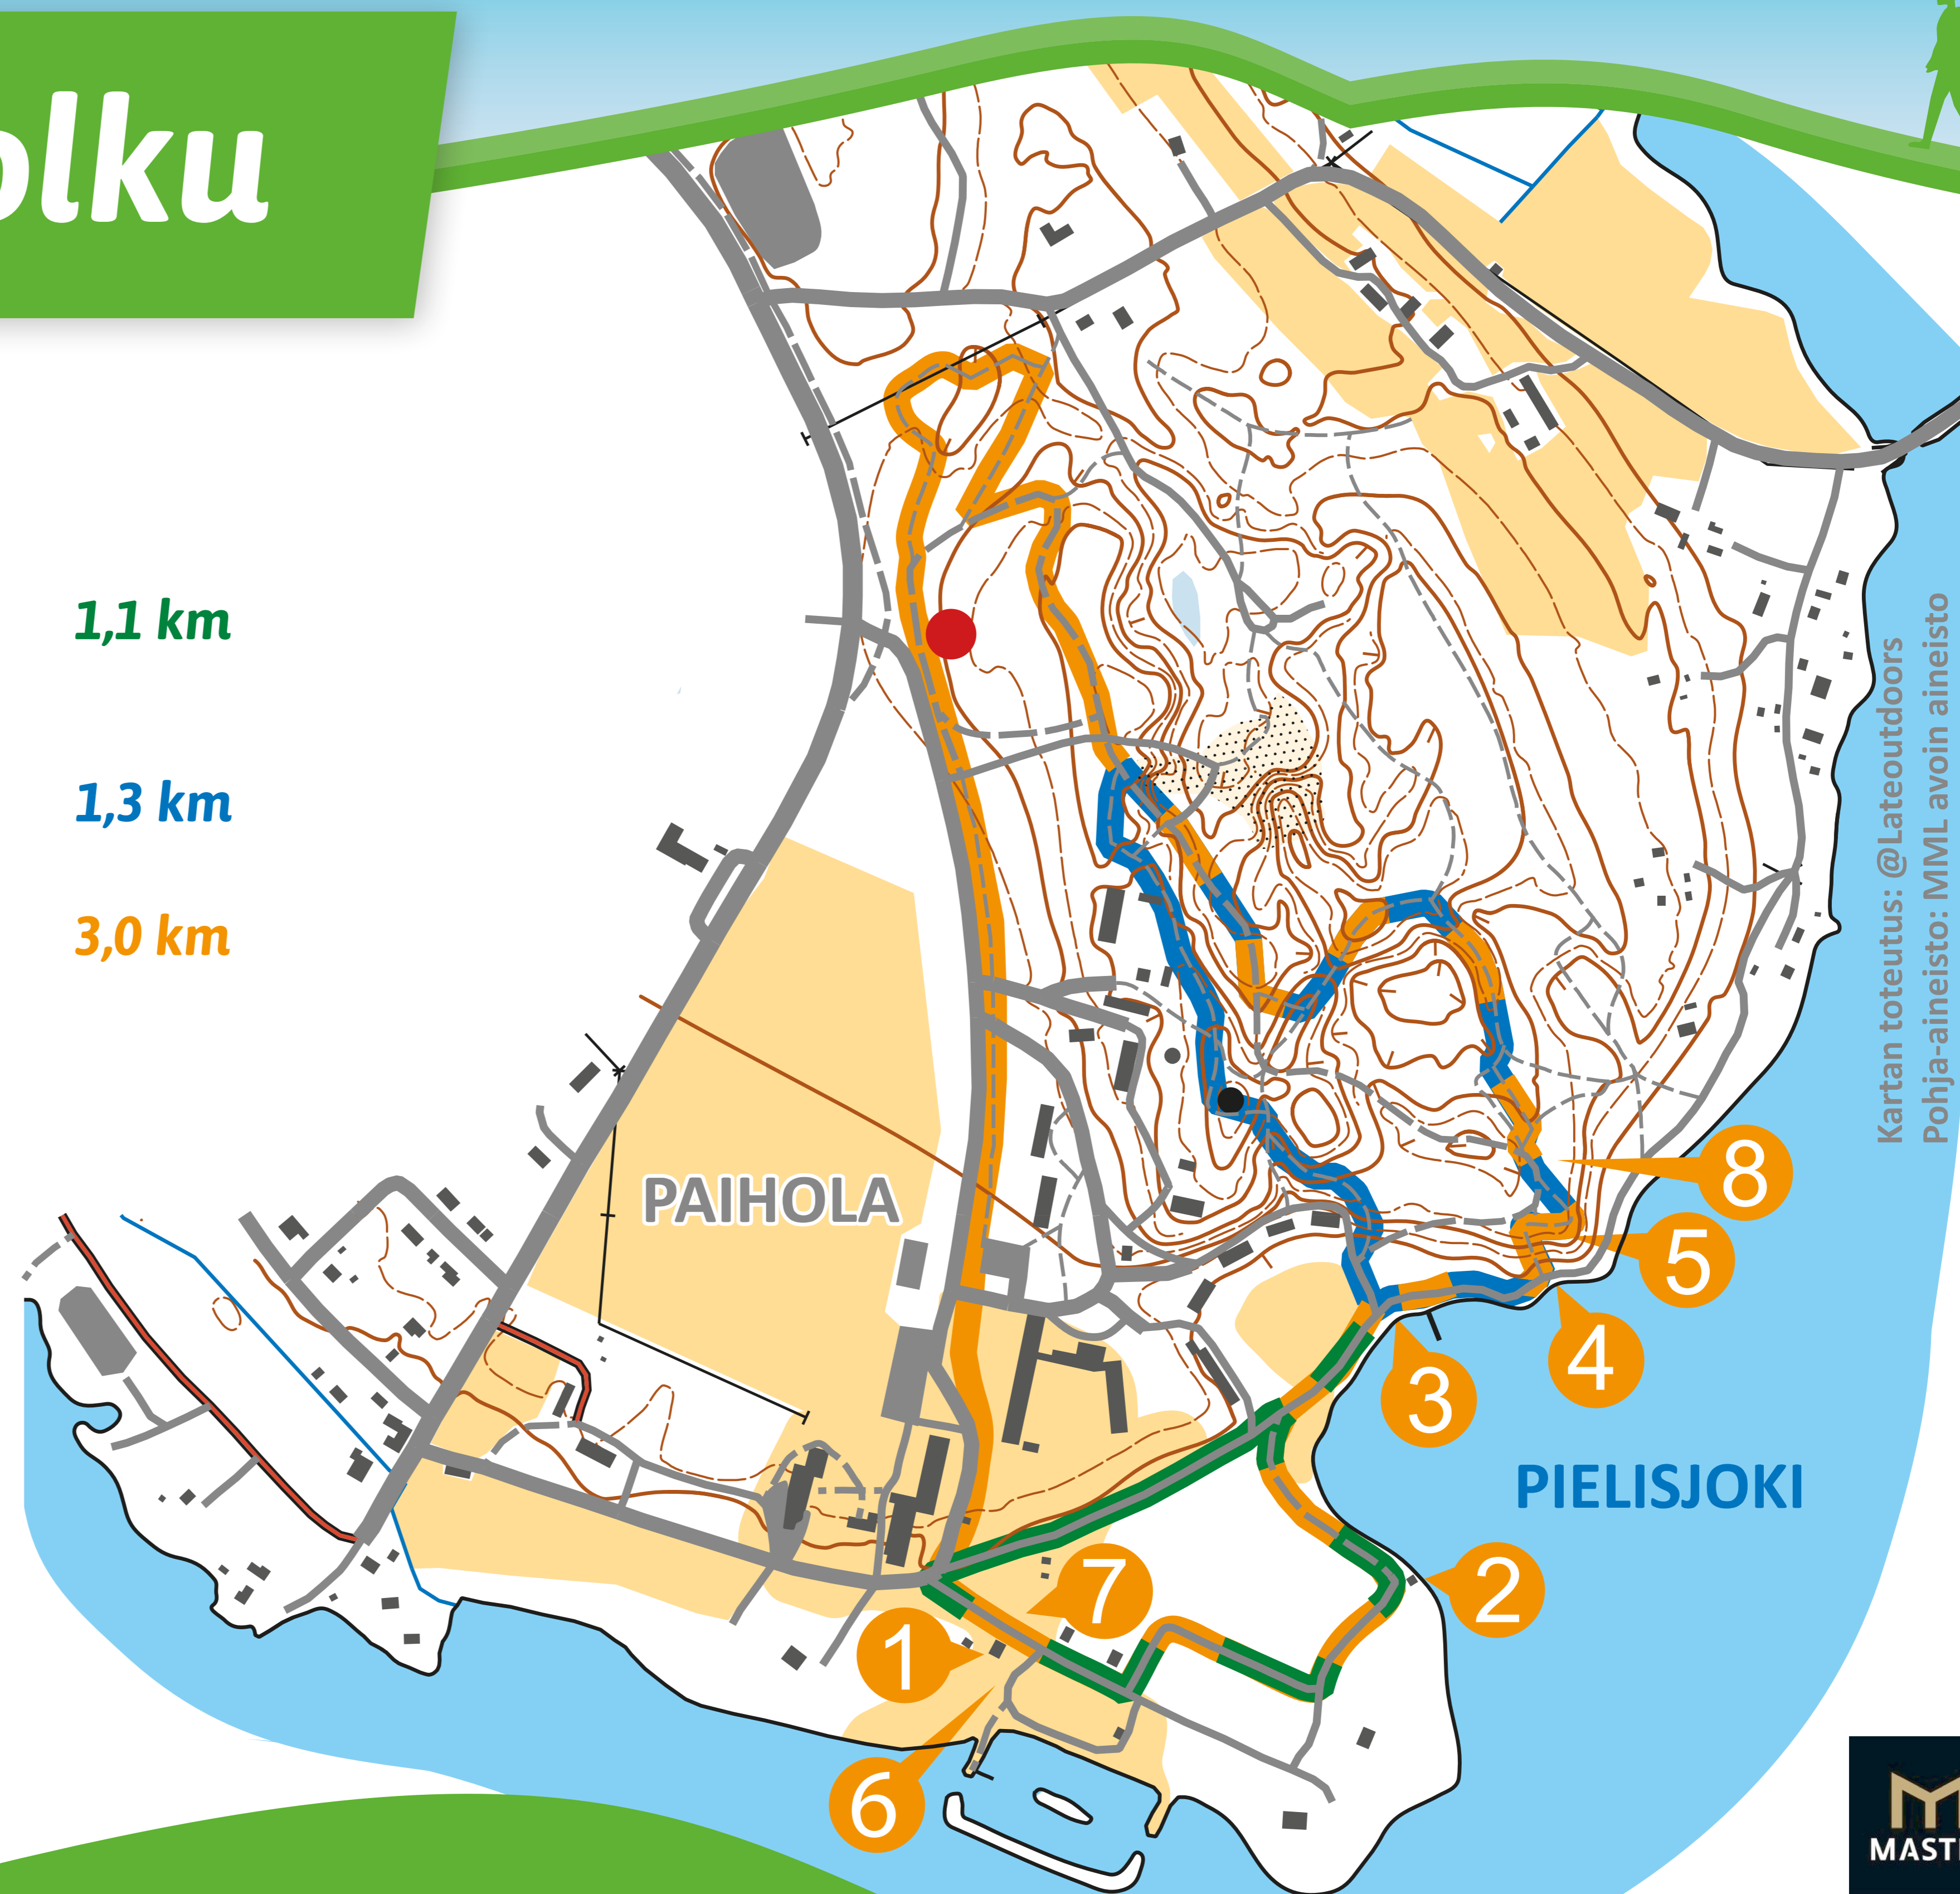 olku
1,1 km
1,3 km
3,0 km
PAIHOLA
PIELISJOKI
8
5
4
3
2
7
1
6
Kartan toteutus: @Lateoutdoors
Pohja-aineisto: MML avoin aineisto